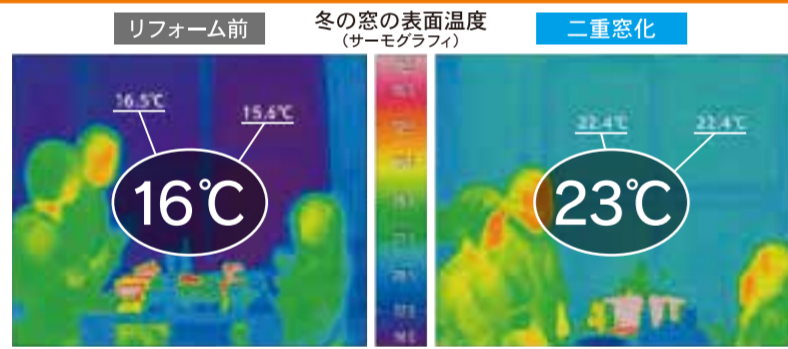 リフォーム前
冬の窓の表面温度
(サーモグラフィ)
二重窓化
16.5℃
15.6℃
16℃
22.4℃
22.4℃
23℃